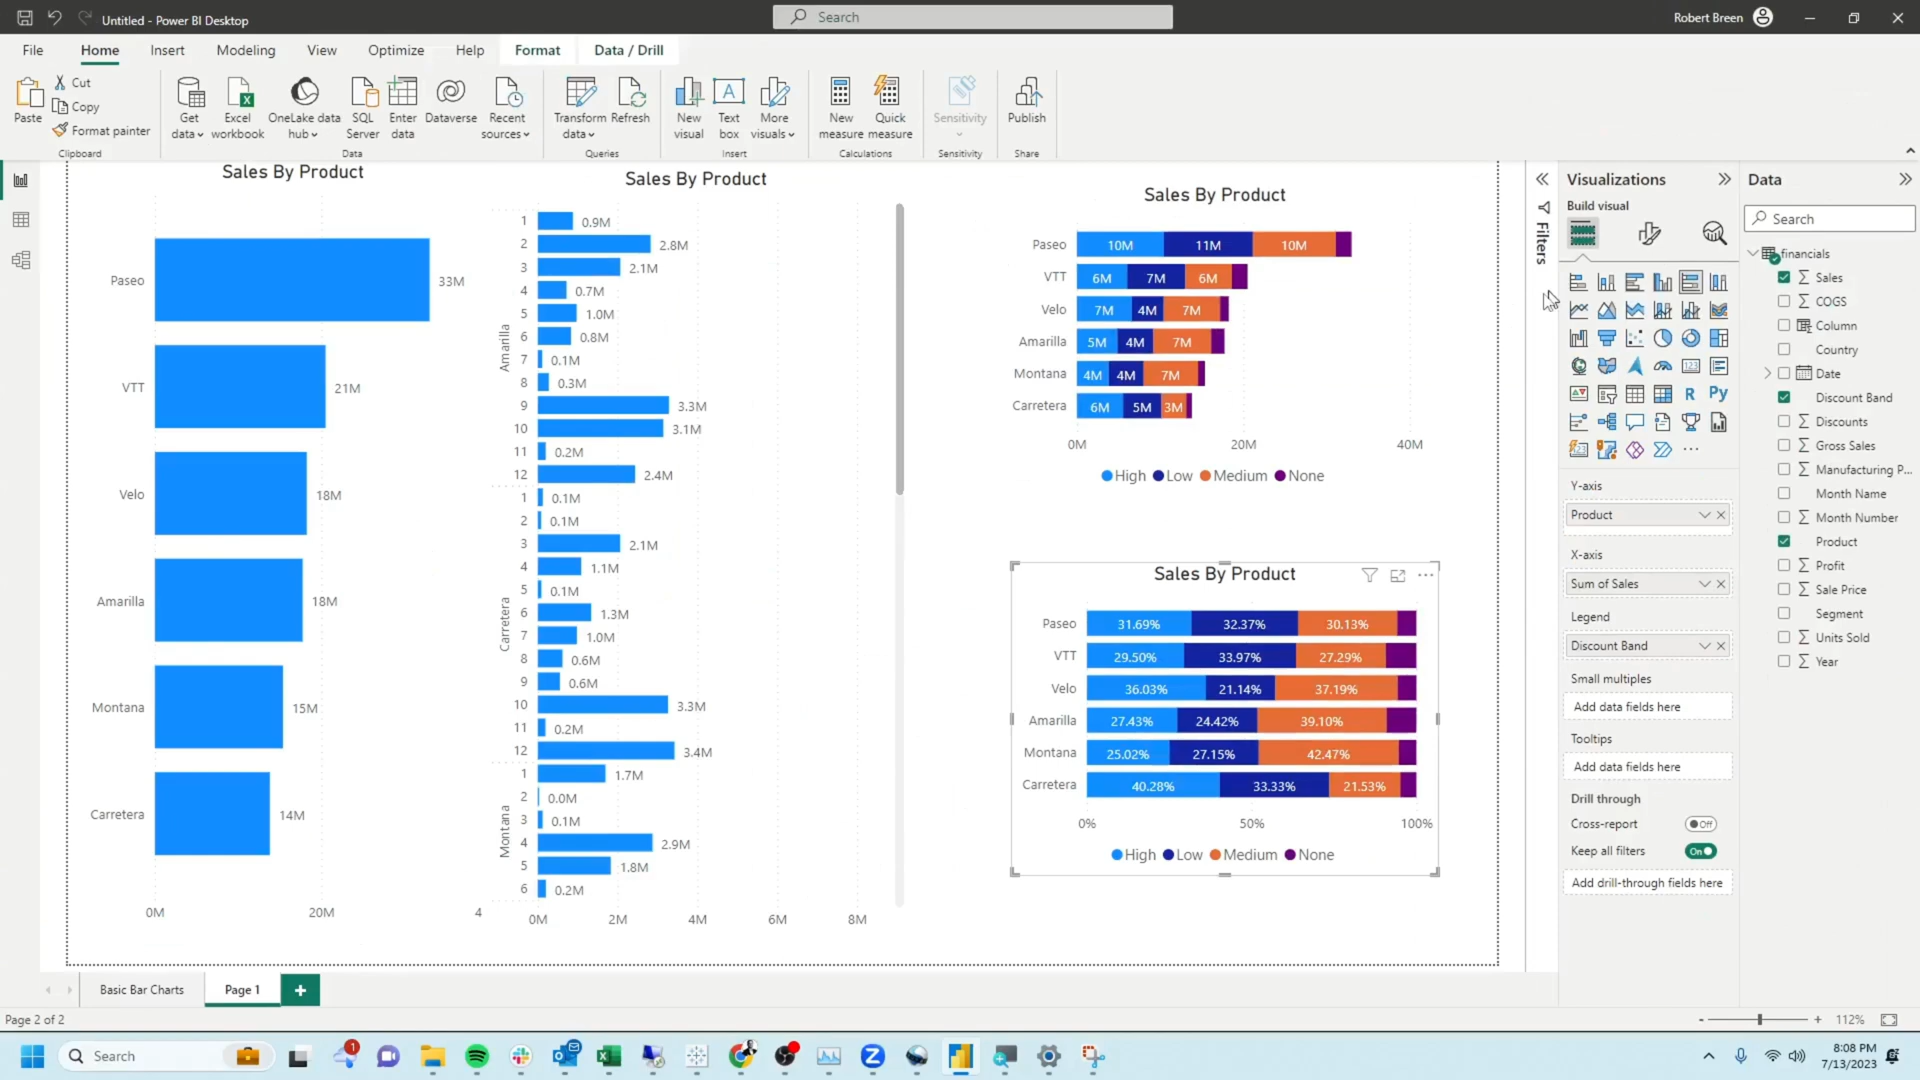 Untitled - Power BI Desktop
Search
Robert Breen
File Home Insert Modeling View Optimize Help Format Data / Drill
Paste
Cut
Copy
Format painter
Clipboard
Get data
Excel workbook
OneLake data hub
SQL Server
Enter data
Dataverse
Recent sources
Data
Transform data
Refresh
Queries
New visual
Text box
More visuals
Insert
New measure
Quick measure
Calculations
Sensitivity
Sensitivity
Publish
Share
Sales By Product
Paseo 33M
VTT 21M
Velo 18M
Amarilla 18M
Montana 15M
Carretera 14M
0M 20M 4
Sales By Product
Amarilla
1 0.9M
2 2.8M
3 2.1M
4 0.7M
5 1.0M
6 0.8M
7 0.1M
8 0.3M
9 3.3M
10 3.1M
11 0.2M
12 2.4M
Carretera
1 0.1M
2 0.1M
3 2.1M
4 1.1M
5 0.1M
6 1.3M
7 1.0M
8 0.6M
9 0.6M
10 3.3M
11 0.2M
12 3.4M
Montana
1 1.7M
2 0.0M
3 0.1M
4 2.9M
5 1.8M
6 0.2M
0M 2M 4M 6M 8M
Sales By Product
Paseo 10M 11M 10M
VTT 6M 7M 6M
Velo 7M 4M 7M
Amarilla 5M 4M 7M
Montana 4M 4M 7M
Carretera 6M 5M 3M
0M 20M 40M
High Low Medium None
Sales By Product
Paseo 31.69% 32.37% 30.13%
VTT 29.50% 33.97% 27.29%
Velo 36.03% 21.14% 37.19%
Amarilla 27.43% 24.42% 39.10%
Montana 25.02% 27.15% 42.47%
Carretera 40.28% 33.33% 21.53%
0% 50% 100%
High Low Medium None
Filters
Visualizations
Build visual
R Py
123
Y-axis
Product
X-axis
Sum of Sales
Legend
Discount Band
Small multiples
Add data fields here
Tooltips
Add data fields here
Drill through
Cross-report Off
Keep all filters On
Add drill-through fields here
Data
Search
financials
Sales
COGS
Column
Country
Date
Discount Band
Discounts
Gross Sales
Manufacturing P...
Month Name
Month Number
Product
Profit
Sale Price
Segment
Units Sold
Year
Basic Bar Charts Page 1
Page 2 of 2
112%
Search
1
8:08 PM
7/13/2023